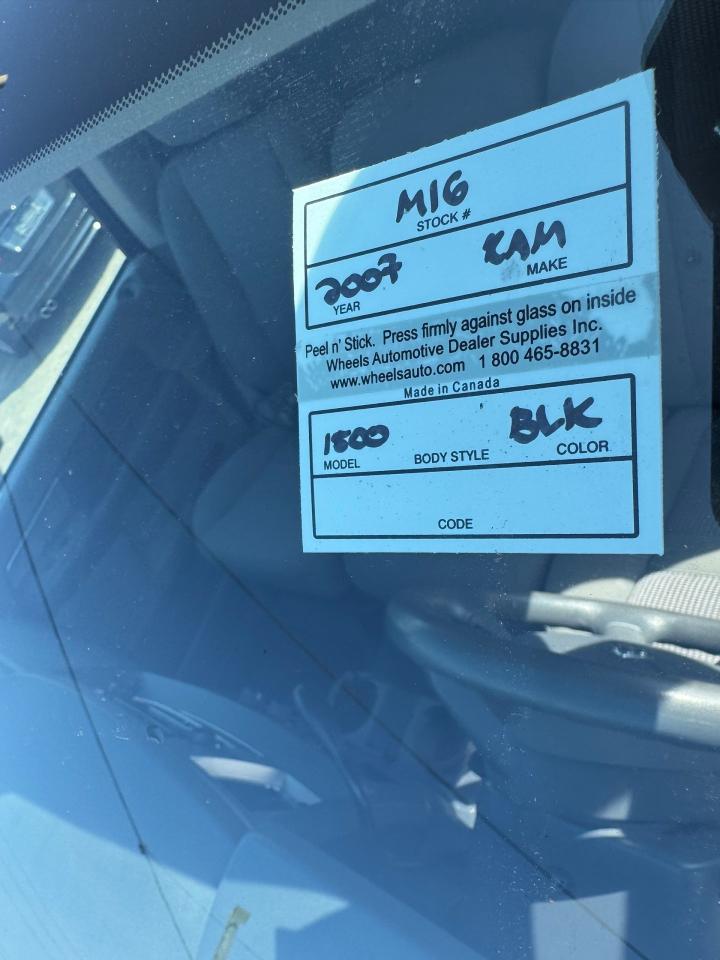 M16
STOCK #
2007 RAM
YEAR MAKE
Peel n' Stick. Press firmly against glass on inside
Wheels Automotive Dealer Supplies Inc.
www.wheelsauto.com 1 800 465-8831
Made in Canada
1500 BLK
MODEL BODY STYLE COLOR
CODE